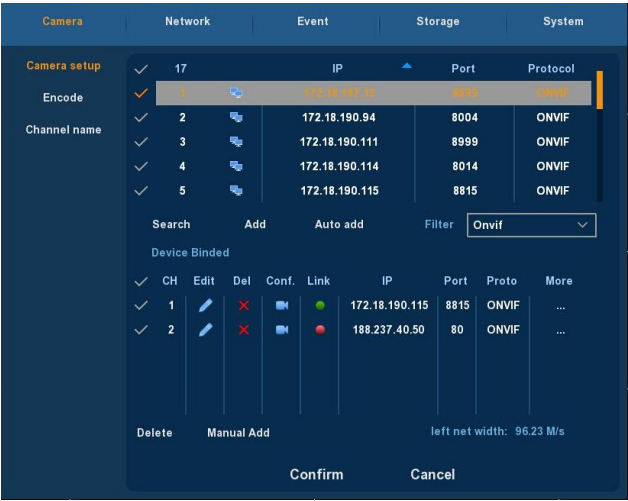 Camera Network Event Storage System
Camera setup
Encode
Channel name
17 IP Port Protocol
1 ONVIF
2 172.18.190.94 8004 ONVIF
3 172.18.190.111 8999 ONVIF
4 172.18.190.114 8014 ONVIF
5 172.18.190.115 8815 ONVIF
Search Add Auto add Filter Onvif
Device Binded
CH Edit Del Conf. Link IP Port Proto More
1 172.18.190.115 8815 ONVIF ...
2 188.237.40.50 80 ONVIF ...
Delete Manual Add left net width: 96.23 M/s
Confirm Cancel